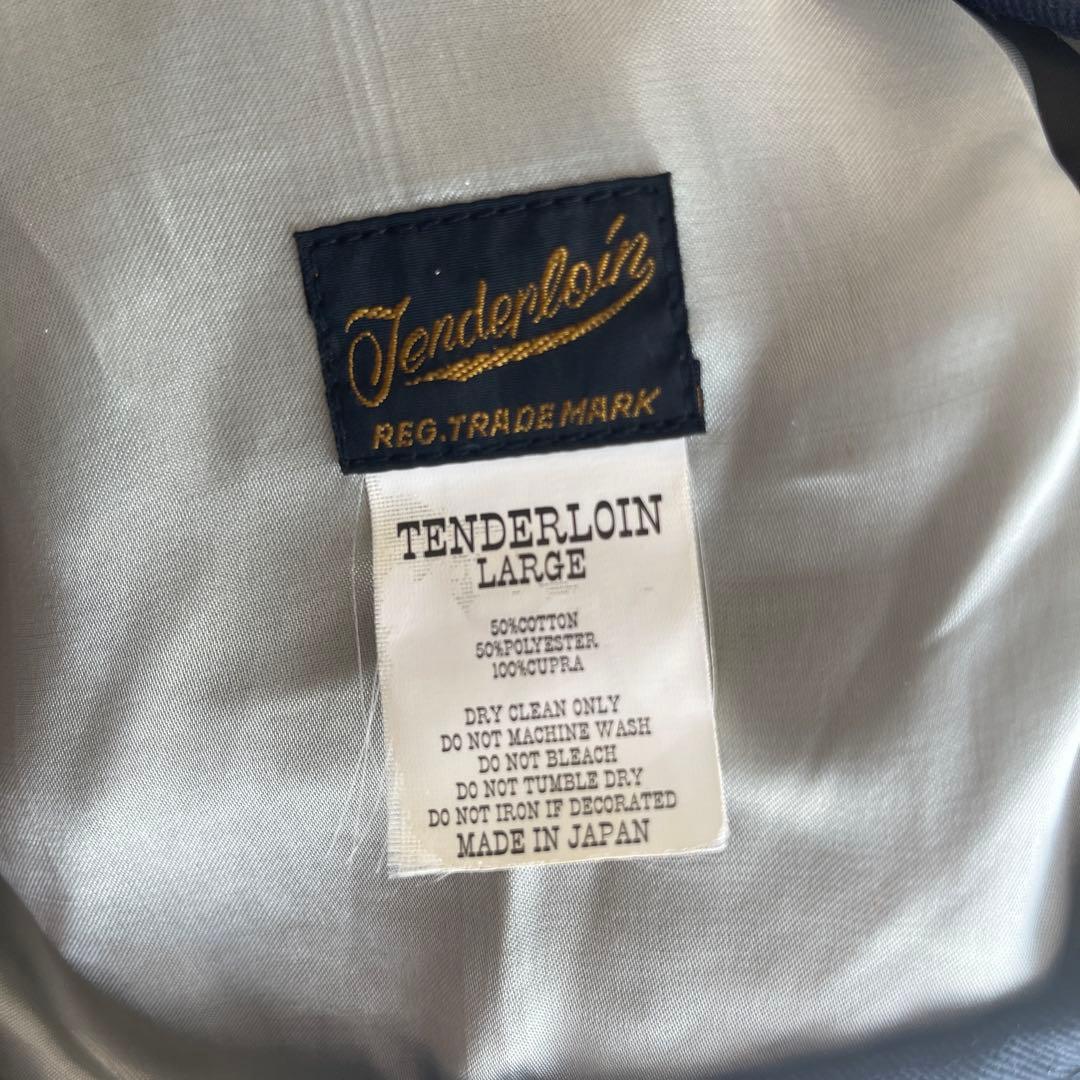 Tenderloin
REG.TRADE MARK
TENDERLOIN
LARGE
50%COTTON
50%POLYESTER
100%CUPRA
DRY CLEAN ONLY
DO NOT MACHINE WASH
DO NOT BLEACH
DO NOT TUMBLE DRY
DO NOT IRON IF DECORATED
MADE IN JAPAN